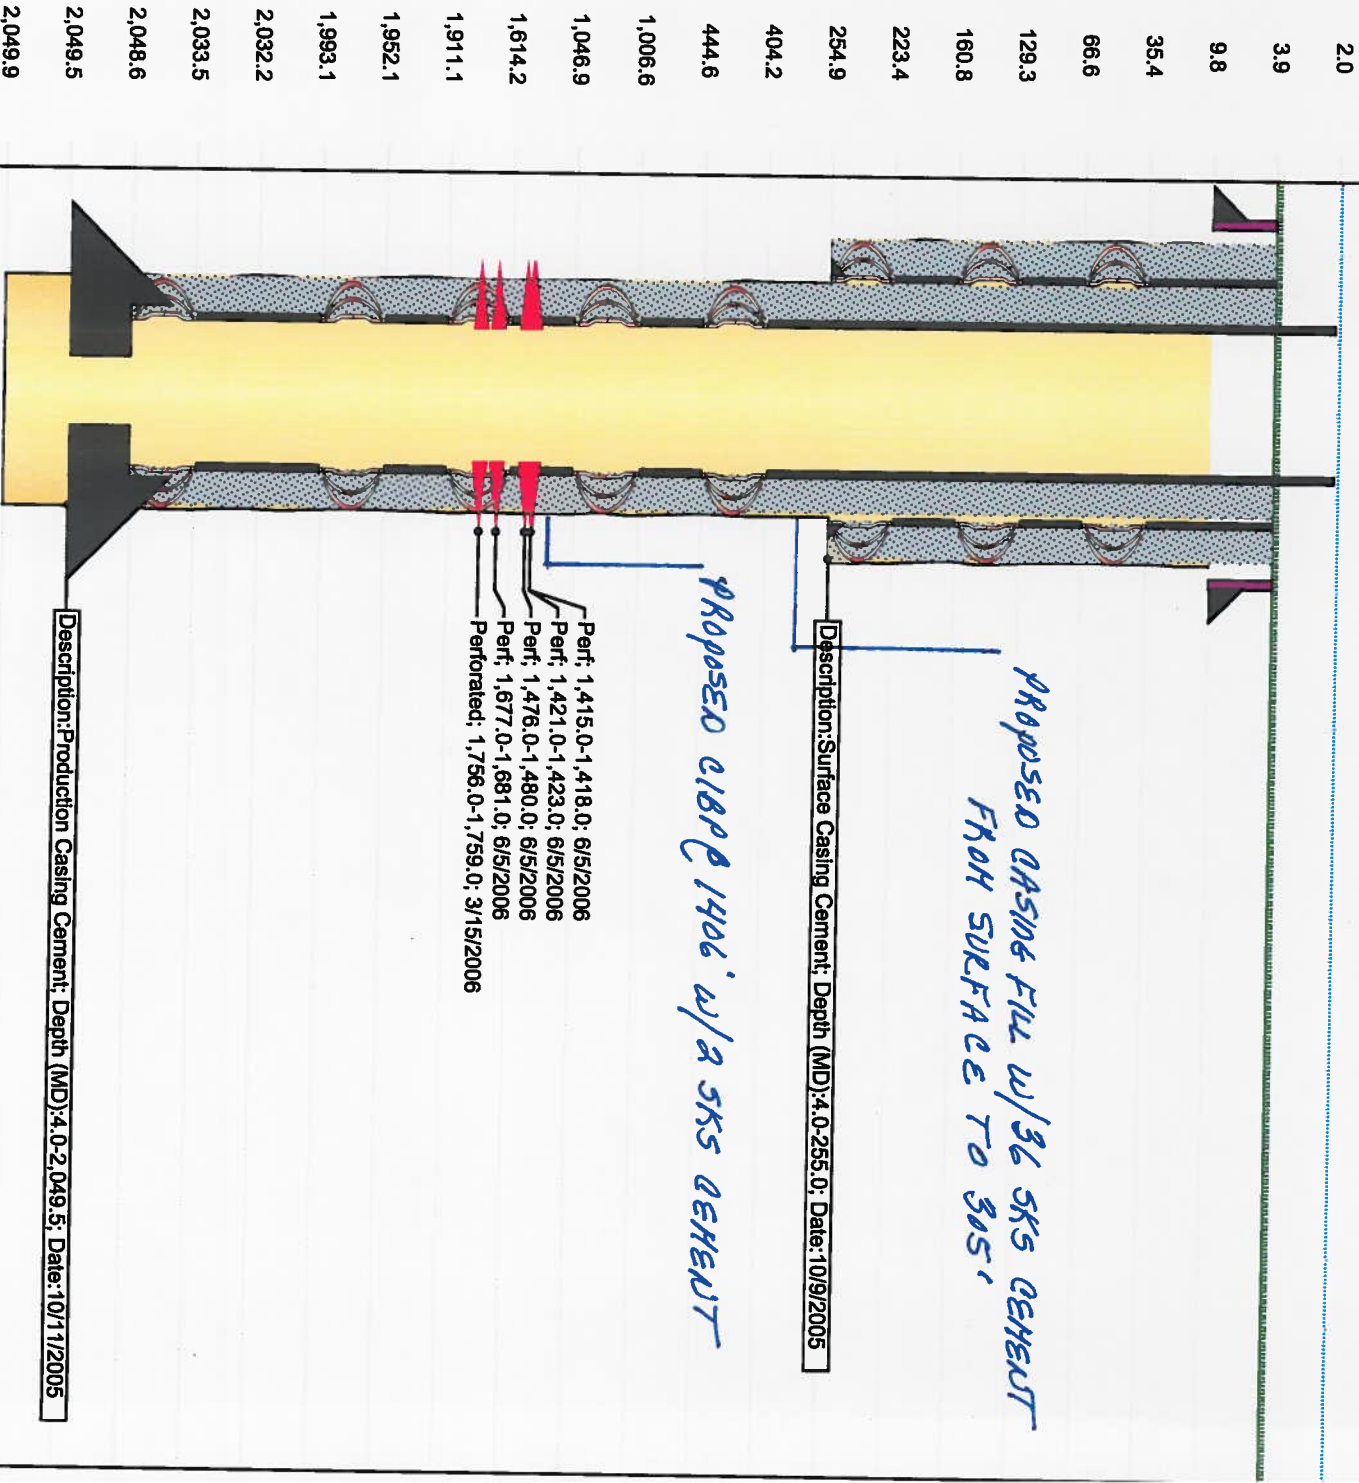 2.0
3.9
9.8
35.4
66.6
129.3
160.8
223.4
254.9
404.2
444.6
1,006.6
1,046.9
1,614.2
1,911.1
1,952.1
1,993.1
2,032.2
2,033.5
2,048.6
2,049.5
2,049.9
PROPOSED CASING FILL W/36 SKS CEMENT
FROM SURFACE TO 305'
Description:Surface Casing Cement; Depth (MD):4.0-255.0; Date:10/9/2005
PROPOSED CIBP @ 1406' W/2 SKS CEMENT
Perf; 1,415.0-1,418.0; 6/5/2006
Perf; 1,421.0-1,423.0; 6/5/2006
Perf; 1,476.0-1,480.0; 6/5/2006
Perf; 1,677.0-1,681.0; 6/5/2006
Perforated; 1,756.0-1,759.0; 3/15/2006
Description:Production Casing Cement; Depth (MD):4.0-2,049.5; Date:10/11/2005